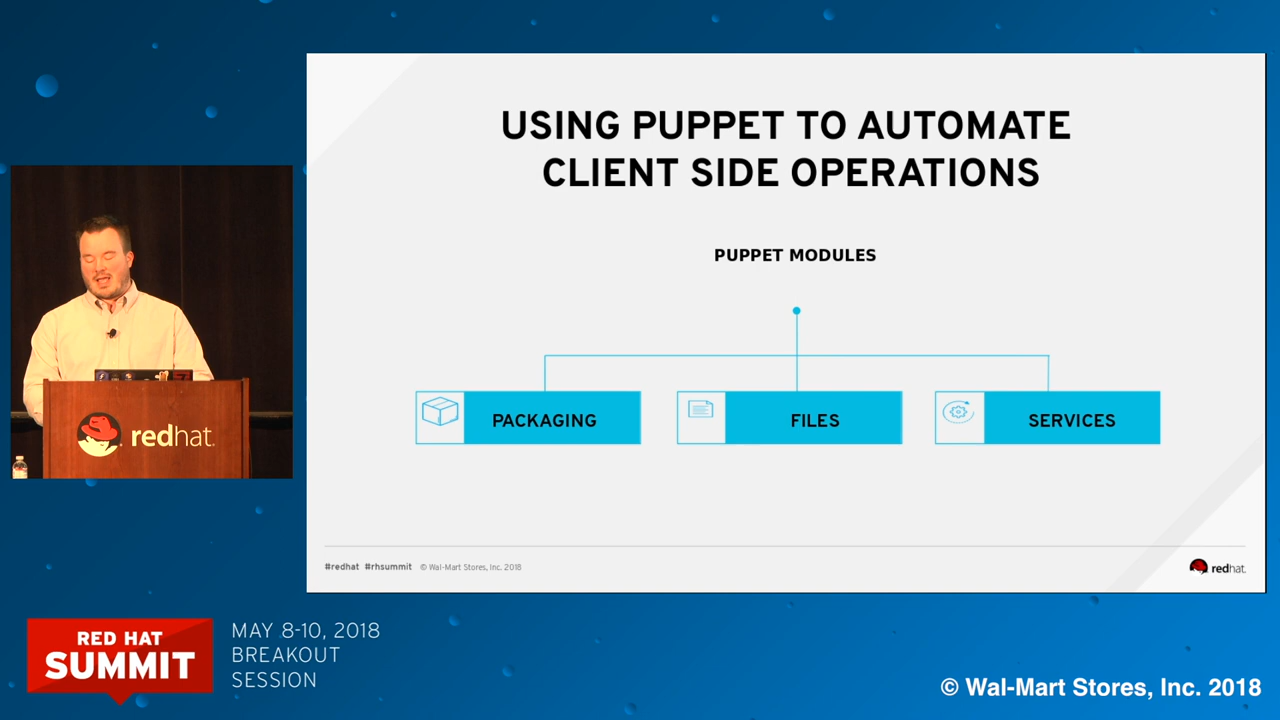 USING PUPPET TO AUTOMATE
CLIENT SIDE OPERATIONS
PUPPET MODULES
PACKAGING
FILES
SERVICES
#redhat #rhsummit © Wal-Mart Stores, Inc. 2018
redhat.
redhat.
RED HAT
SUMMIT
MAY 8-10, 2018
BREAKOUT
SESSION
© Wal-Mart Stores, Inc. 2018